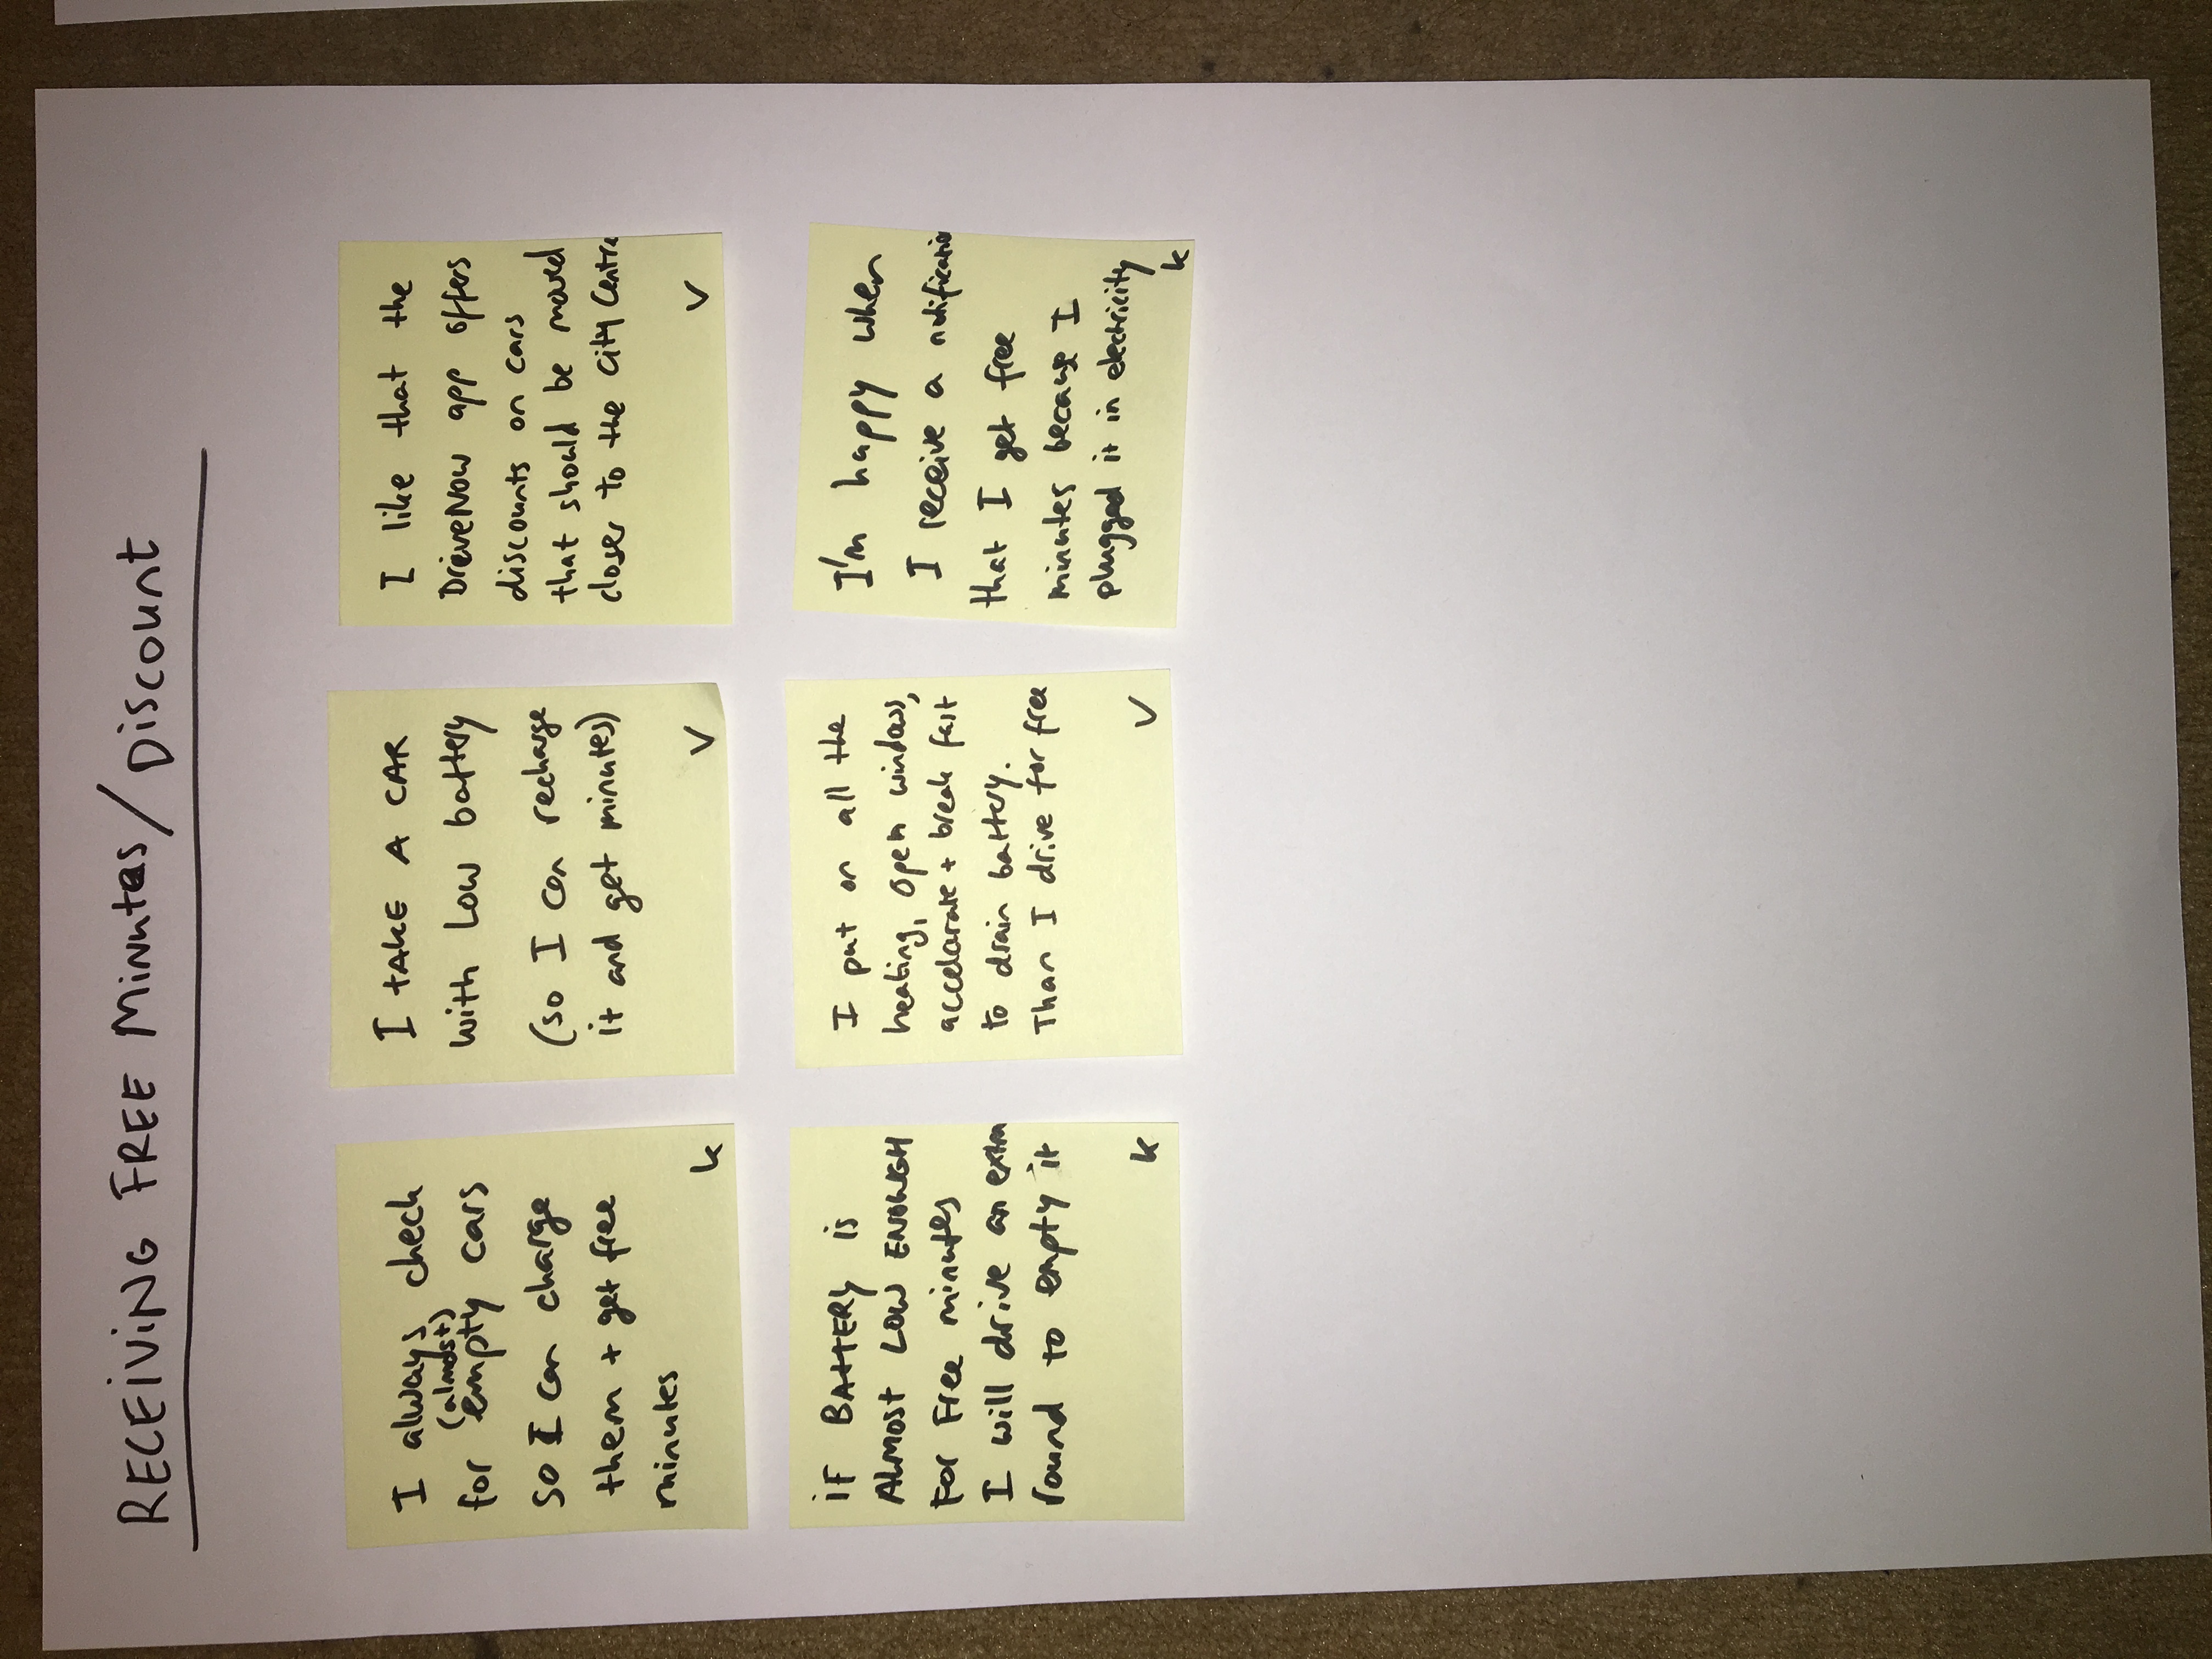 RECEiViNG FREE Minutes / Discount
I always check
(almost)
for empty cars
so I can charge
them + get free
minutes
k
I tAKE A CAR
with Low battery
(so I can recharge
it and get minutes)
V
I like that the
DriveNow app offers
discounts on cars
that should be moved
closer to the City Centre
V
iF BAttERy is
ALMOST LOW ENOUGH
For Free minutes
I will drive an extra
round to empty it
k
I put on all the
heating, open windows,
accelarate + break fast
to drain battery.
Than I drive for free
V
I'm happy when
I receive a notification
that I get free
minutes because I
plugged it in electricity
k